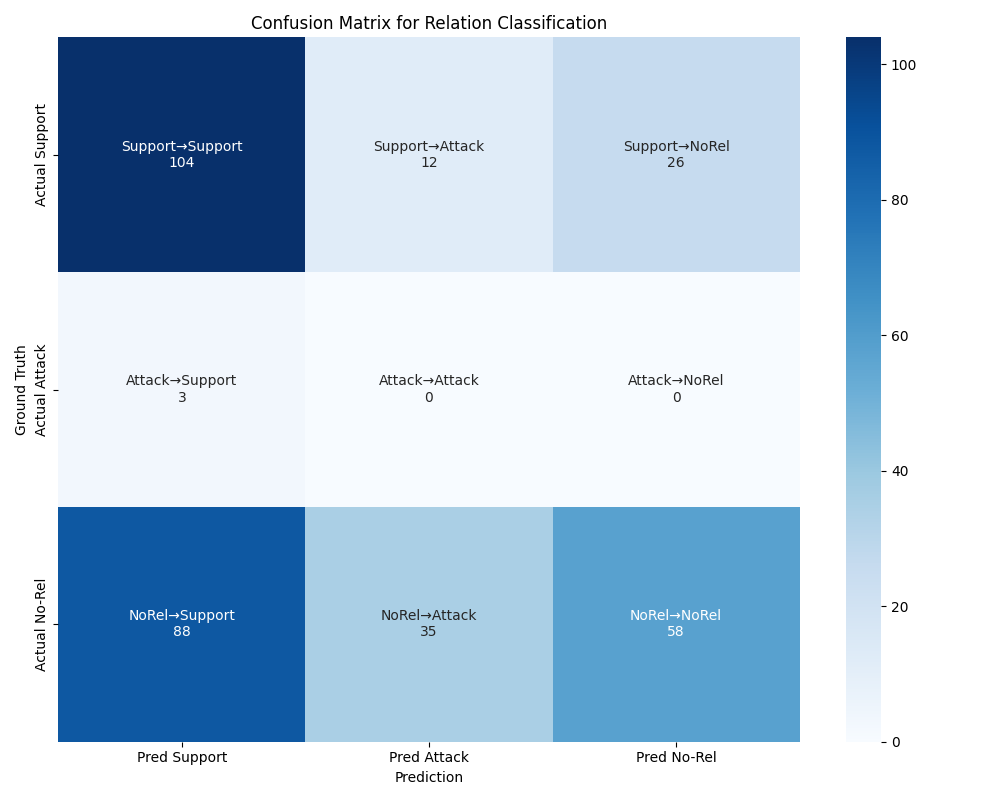 Confusion Matrix for Relation Classification
Ground Truth
Actual Support
Support→Support
104
Support→Attack
12
Support→NoRel
26
Actual Attack
Attack→Support
3
Attack→Attack
0
Attack→NoRel
0
Actual No-Rel
NoRel→Support
88
NoRel→Attack
35
NoRel→NoRel
58
Pred Support
Pred Attack
Pred No-Rel
Prediction
100
80
60
40
20
0